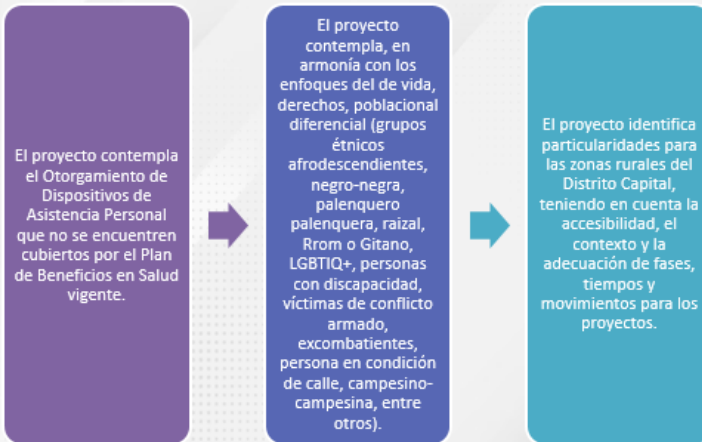 El proyecto contempla
el Otorgamiento de
Dispositivos de
Asistencia Personal
que no se encuentren
cubiertos por el Plan
de Beneficios en Salud
vigente.
El proyecto
contempla, en
armonía con los
enfoques del de vida,
derechos, poblacional
diferencial (grupos
étnicos
afrodescendientes,
negro-negra,
palenquero
palenquera, raizal,
Rrom o Gitano,
LGBTIQ+, personas
con discapacidad,
víctimas de conflicto
armado,
excombatientes,
persona en condición
de calle, campesino-
campesina, entre
otros).
El proyecto identifica
particularidades para
las zonas rurales del
Distrito Capital,
teniendo en cuenta la
accesibilidad, el
contexto y la
adecuación de fases,
tiempos y
movimientos para los
proyectos.